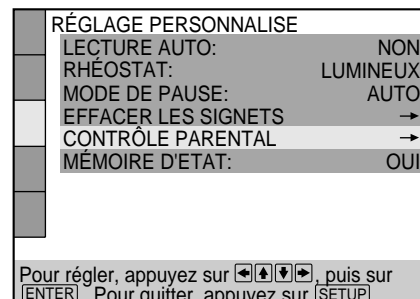 RÉGLAGE PERSONNALISE
LECTURE AUTO: NON
RHÉOSTAT: LUMINEUX
MODE DE PAUSE: AUTO
EFFACER LES SIGNETS →
CONTRÔLE PARENTAL →
MÉMOIRE D'ETAT: OUI
Pour régler, appuyez sur ←↑↓→, puis sur
ENTER . Pour quitter, appuyez sur SETUP